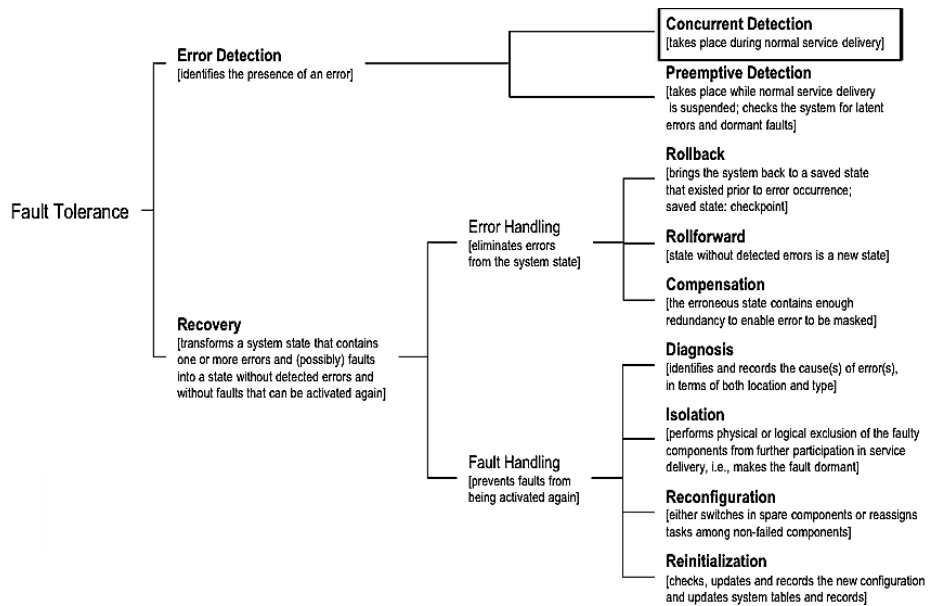 Concurrent Detection
[takes place during normal service delivery]
Error Detection
[identifies the presence of an error]
Preemptive Detection
[takes place while normal service delivery
is suspended; checks the system for latent
errors and dormant faults]
Rollback
[brings the system back to a saved state
that existed prior to error occurrence;
saved state: checkpoint]
Fault Tolerance
Error Handling
[eliminates errors
from the system state]
Rollforward
[state without detected errors is a new state]
Compensation
[the erroneous state contains enough
redundancy to enable error to be masked]
Recovery
[transforms a system state that contains
one or more errors and (possibly) faults
into a state without detected errors and
without faults that can be activated again]
Diagnosis
[identifies and records the cause(s) of error(s),
in terms of both location and type]
Isolation
[performs physical or logical exclusion of the faulty
components from further participation in service
delivery, i.e., makes the fault dormant]
Fault Handling
[prevents faults from
being activated again]
Reconfiguration
[either switches in spare components or reassigns
tasks among non-failed components]
Reinitialization
[checks, updates and records the new configuration
and updates system tables and records]